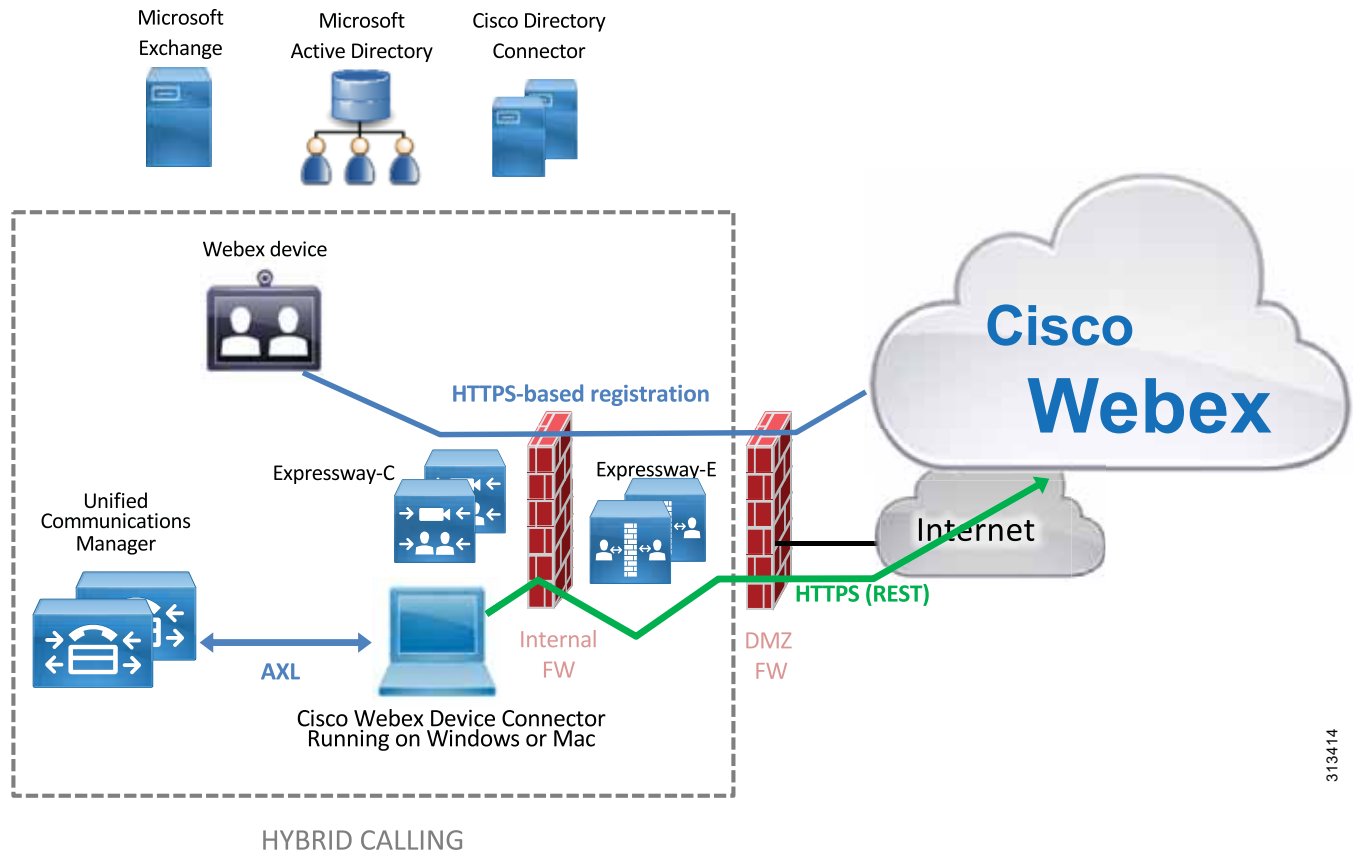 Microsoft
Exchange
Microsoft
Active Directory
Cisco Directory
Connector
Webex device
HTTPS-based registration
Cisco
Webex
Expressway-C
Expressway-E
Unified
Communications
Manager
Internet
HTTPS (REST)
Internal
FW
DMZ
FW
AXL
Cisco Webex Device Connector
Running on Windows or Mac
313414
HYBRID CALLING